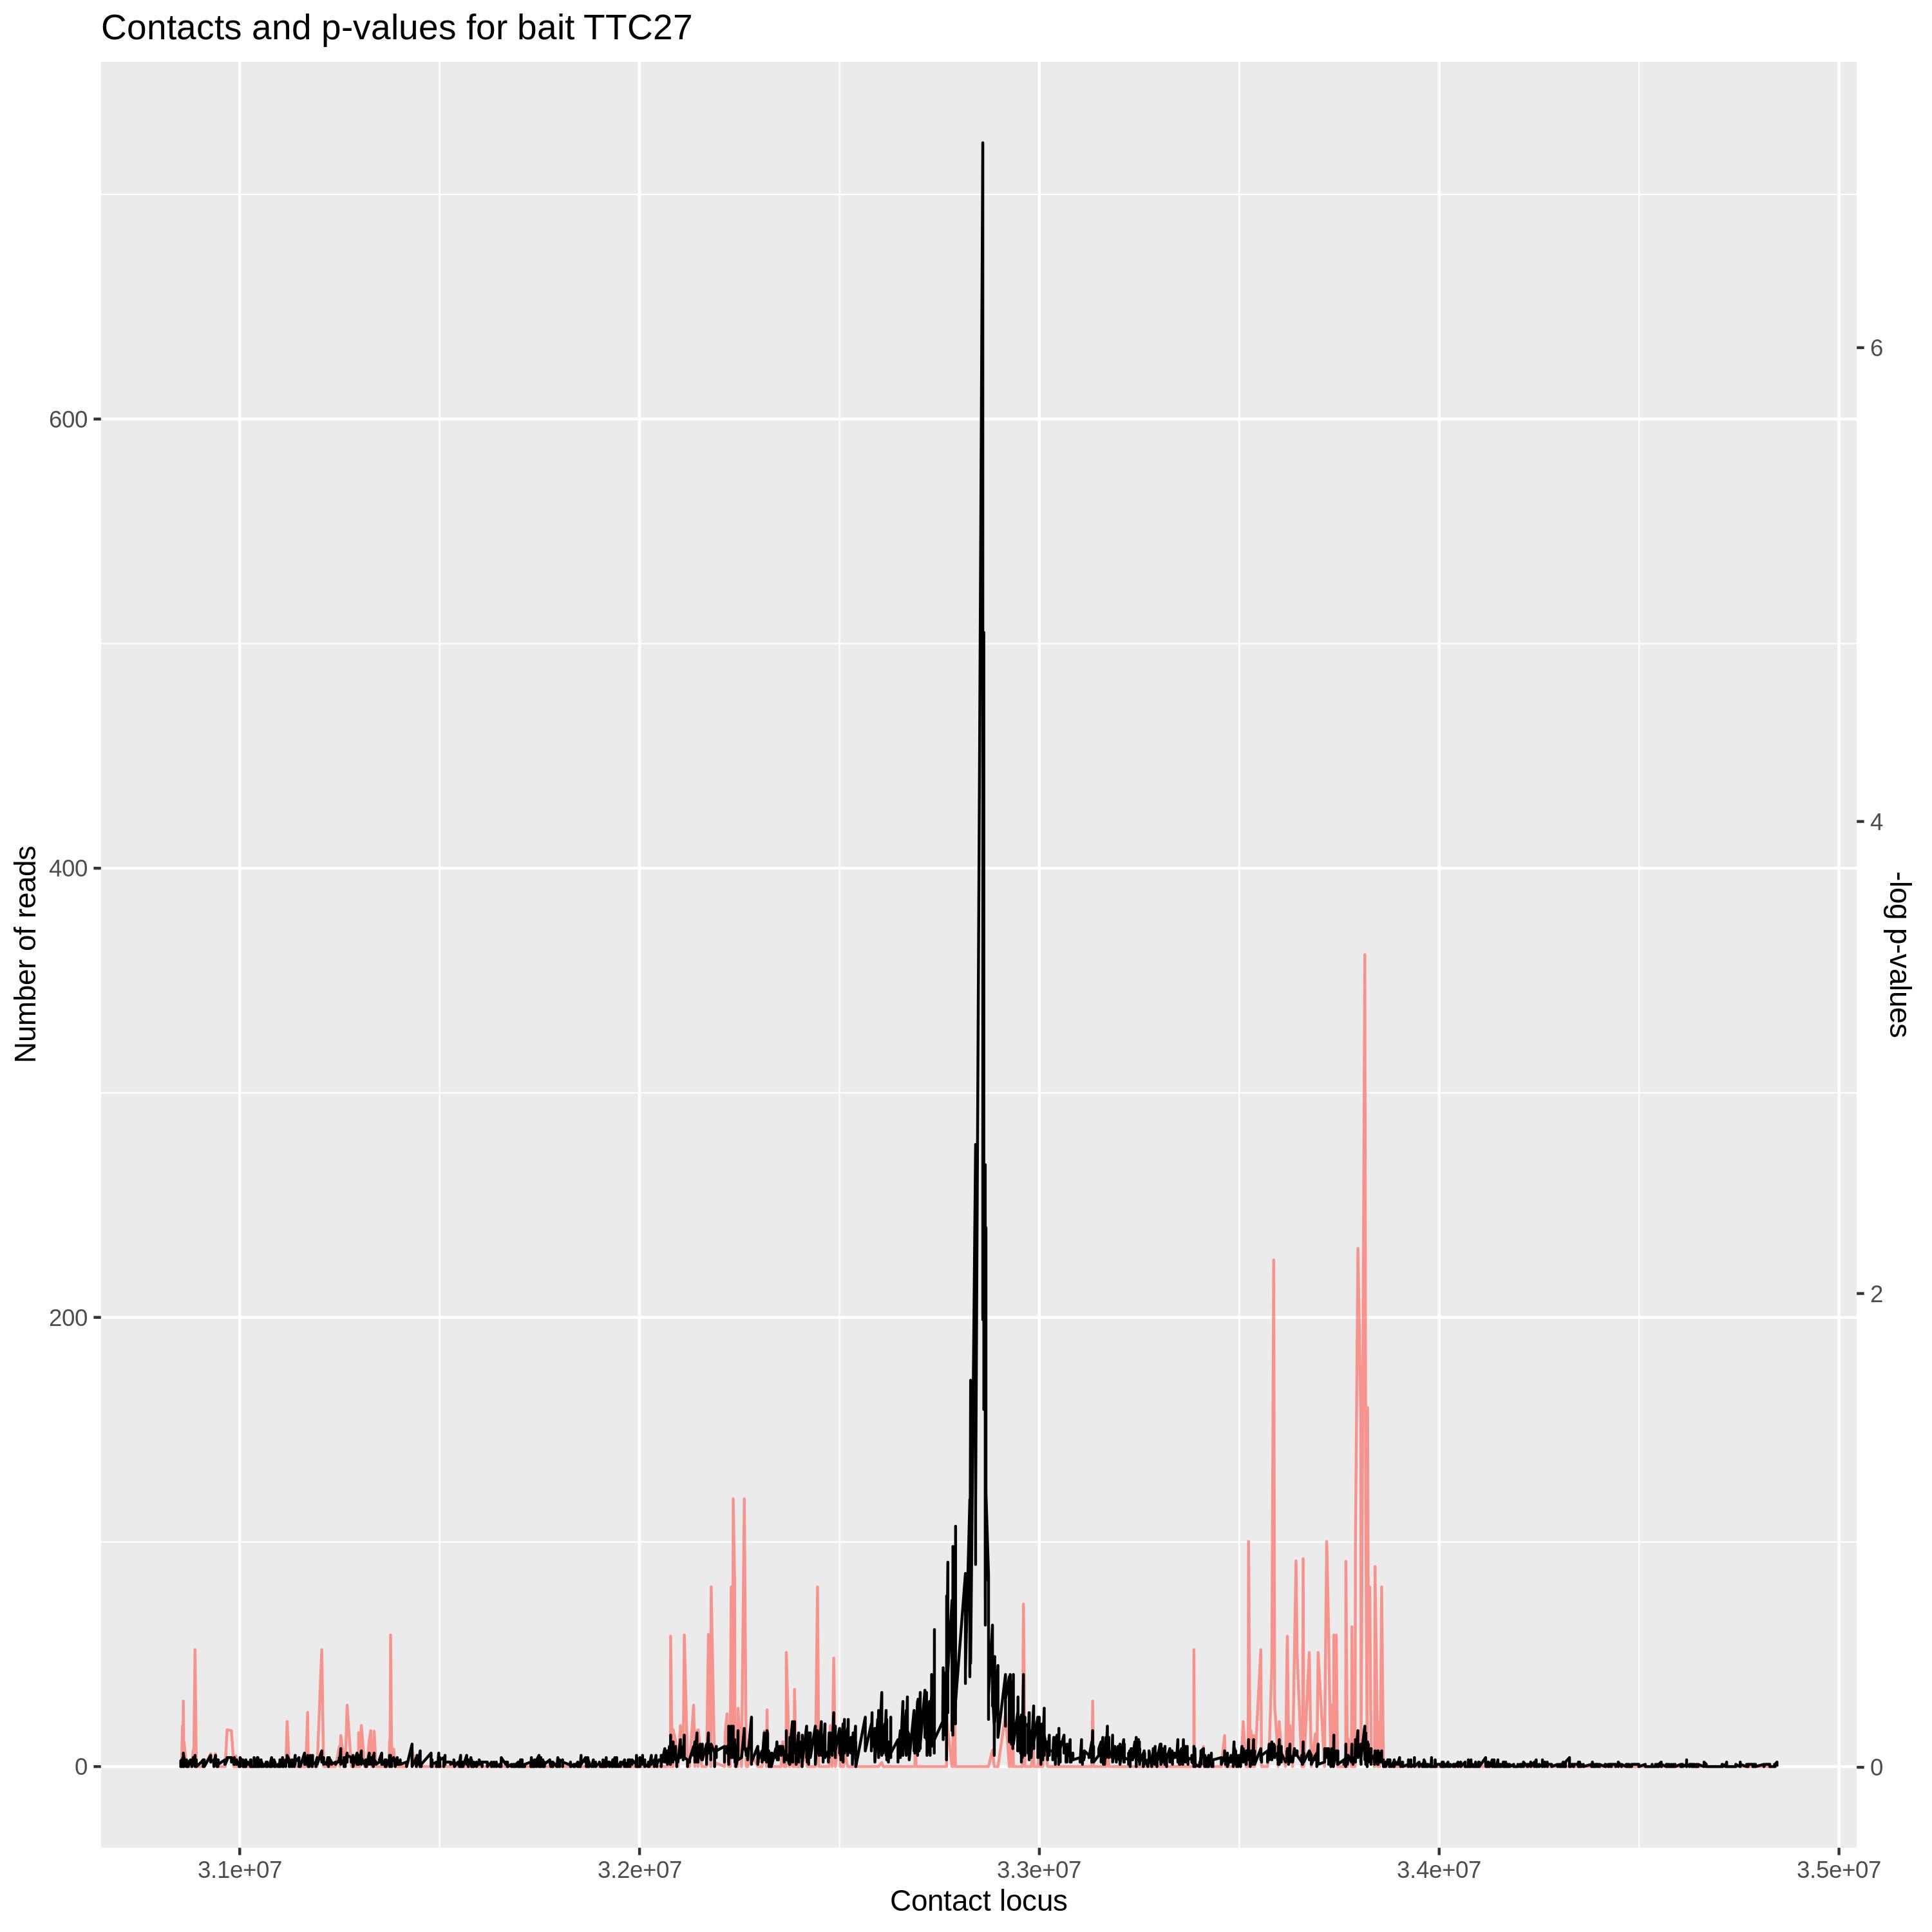 Contacts and p-values for bait TTC27
Number of reads
600
400
200
0
-log p-values
6
4
2
0
3.1e+07
3.2e+07
3.3e+07
3.4e+07
3.5e+07
Contact locus